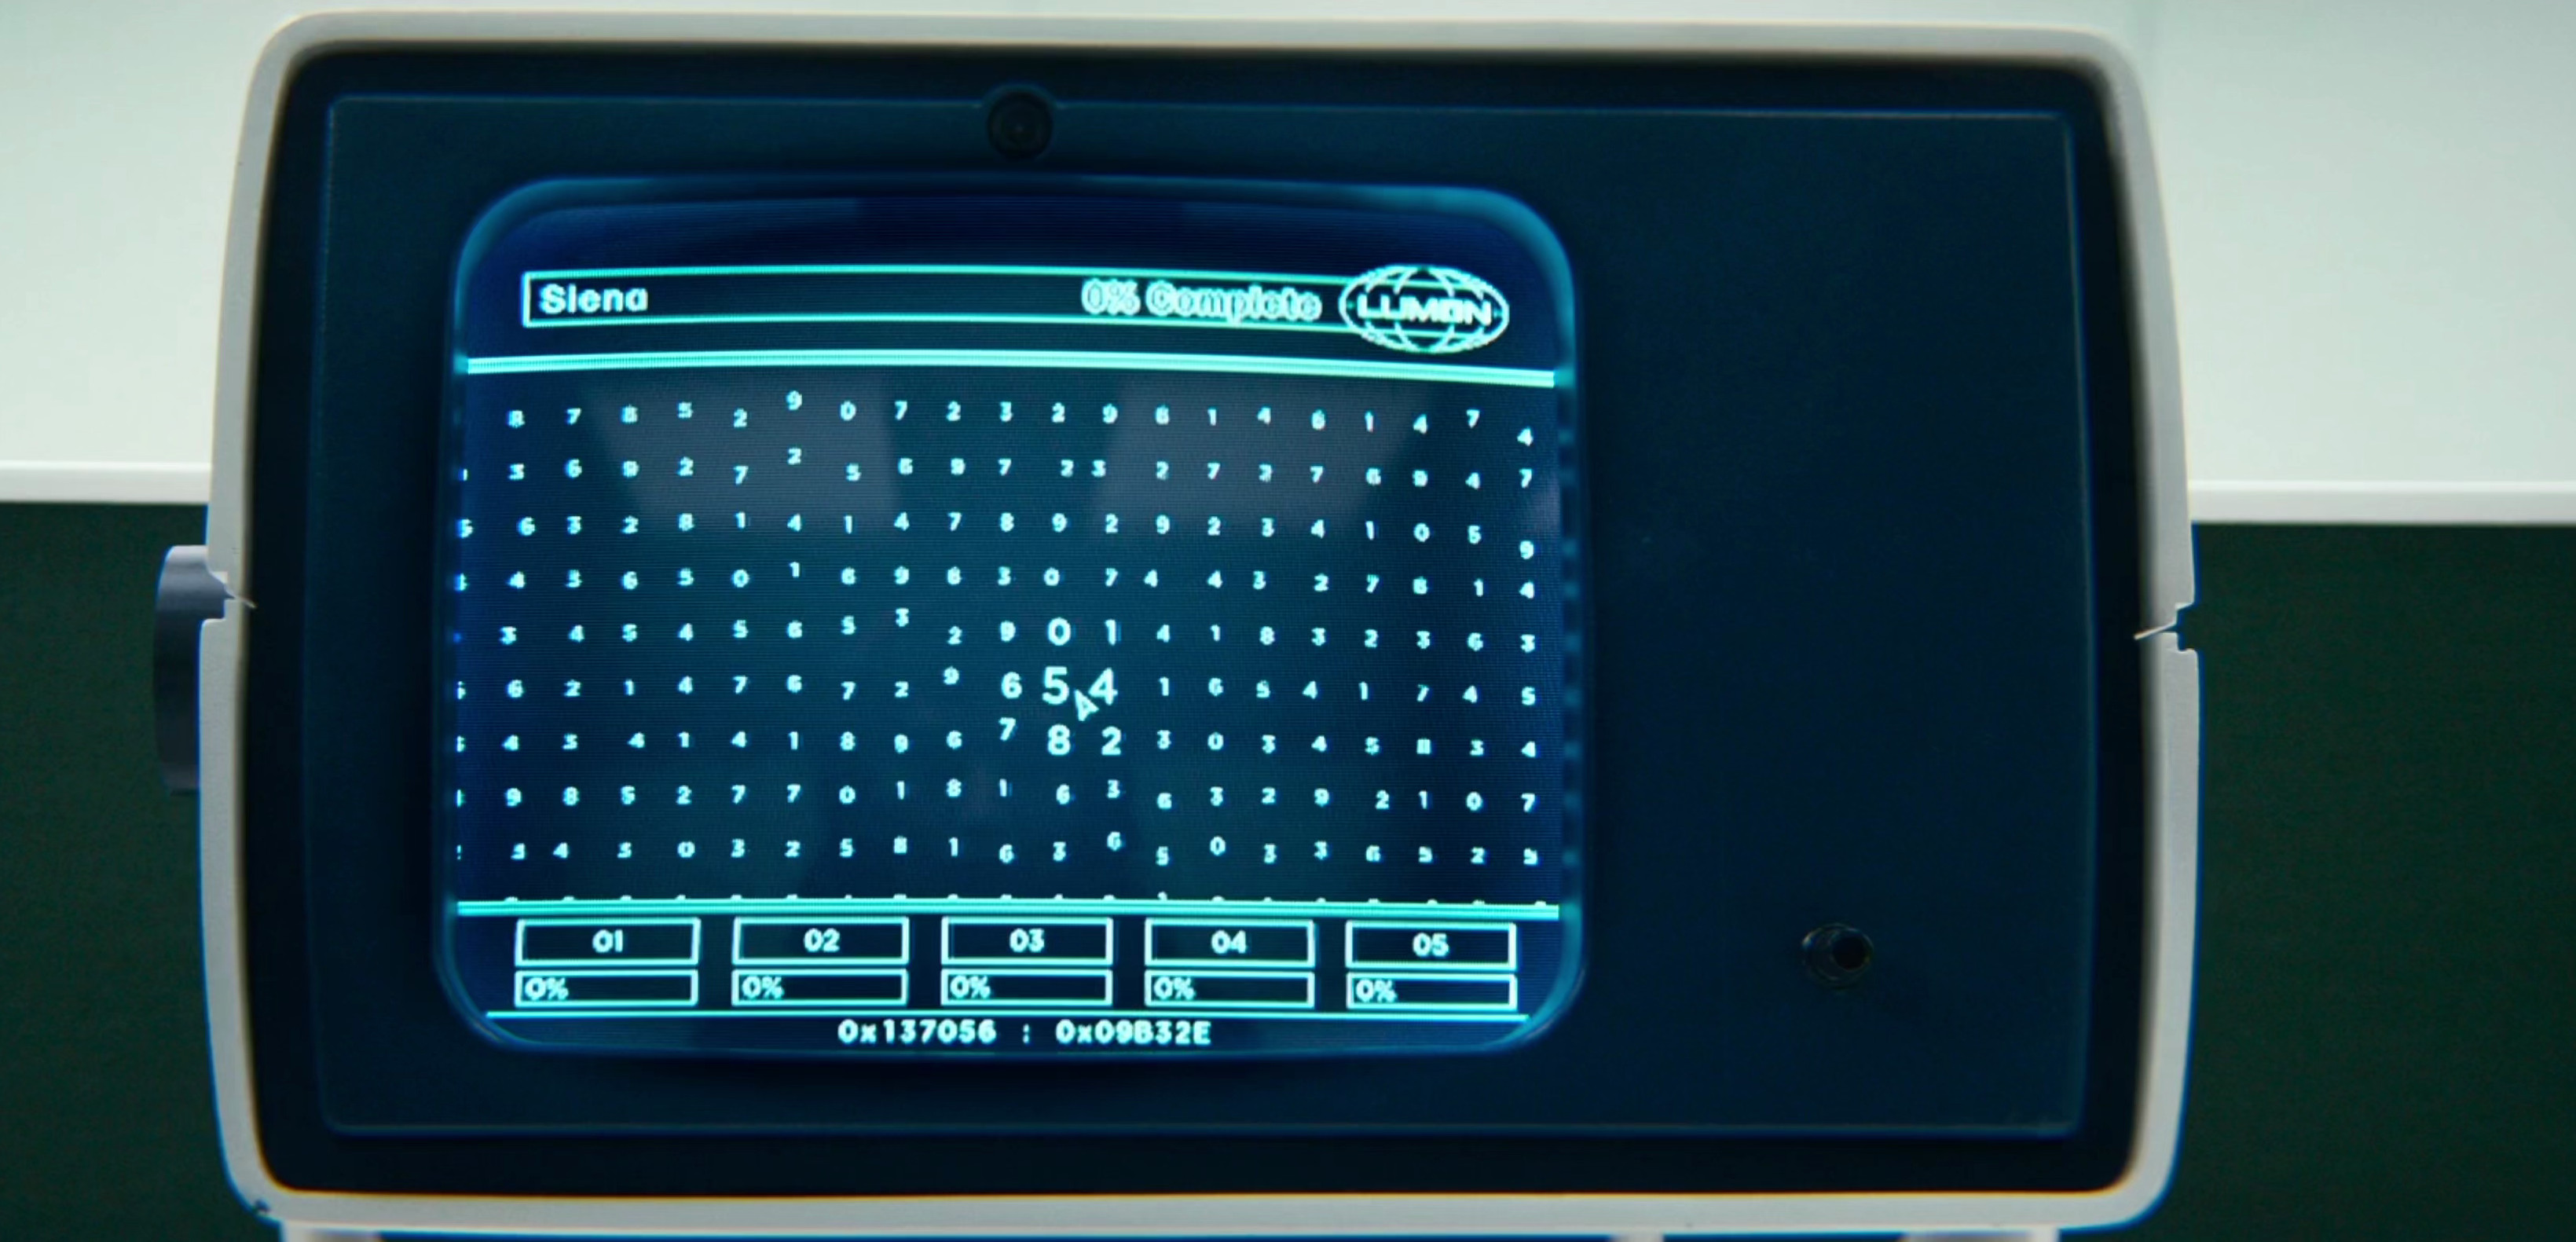 Siena
0% Complete
LUMON
8 7 8 5 2 9 0 7 2 3 2 9 6 1 4 6 1 4 7 4
3 6 9 2 7 2 5 6 9 7 2 3 2 7 3 7 6 9 4 7
6 3 2 8 1 4 1 4 7 8 9 2 9 2 3 4 1 0 5 9
4 3 6 5 0 1 6 9 6 3 0 7 4 4 3 2 7 6 1 4
3 4 5 4 5 6 5 3 2 9 0 1 4 1 8 3 2 3 6 3
6 2 1 4 7 6 7 2 9 6 5 4 1 6 5 4 1 7 4 5
4 3 4 1 4 1 8 9 6 7 8 2 3 0 3 4 5 8 3 4
9 8 5 2 7 7 0 1 8 1 6 3 6 3 2 9 2 1 0 7
3 4 3 0 3 2 5 8 1 6 3 6 5 0 3 3 6 5 2 5
01 02 03 04 05
0% 0% 0% 0% 0%
0x137056 : 0x09B32E